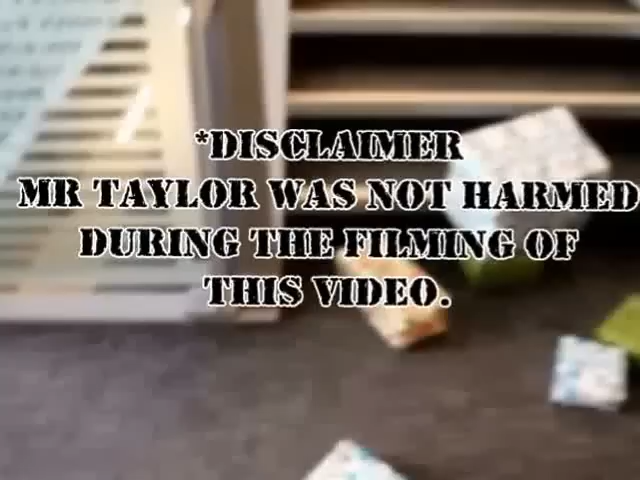 *DISCLAIMER
MR TAYLOR WAS NOT HARMED
DURING THE FILMING OF
THIS VIDEO.